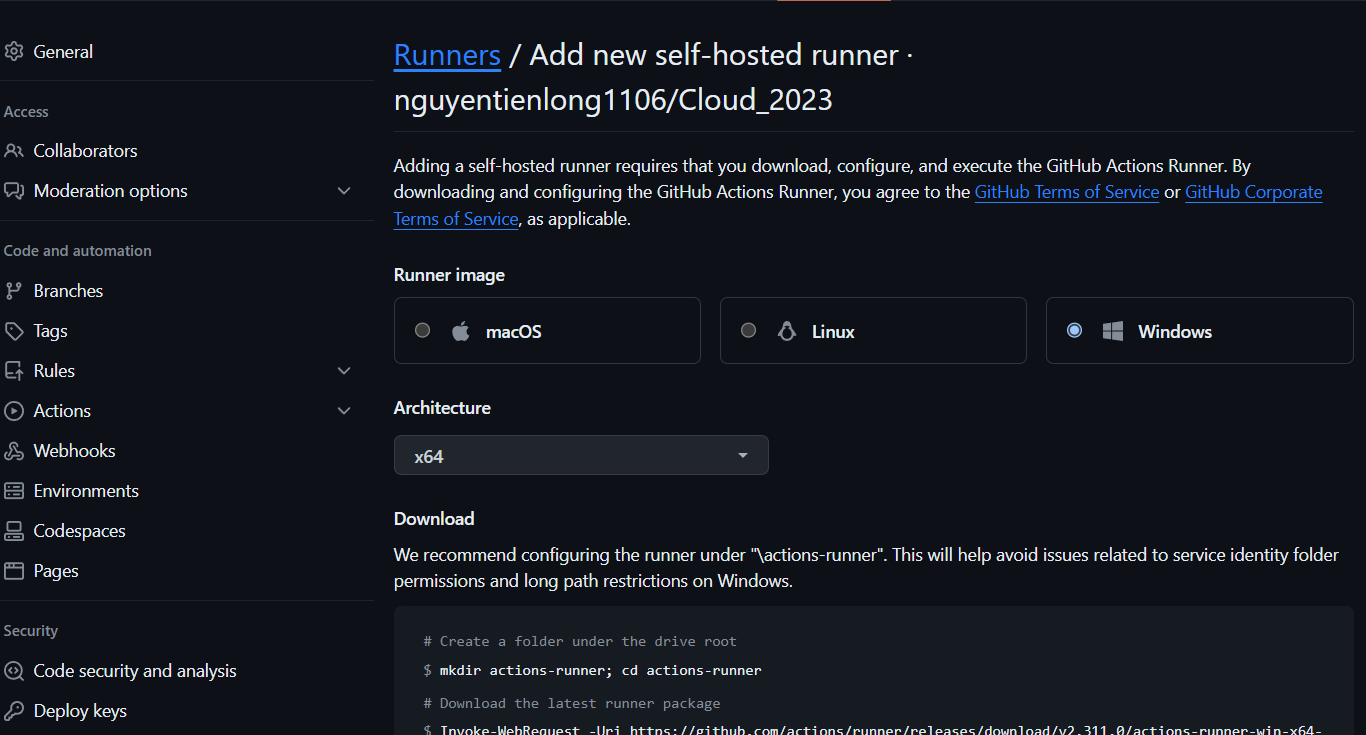 General
Access
Collaborators
Moderation options
Code and automation
Branches
Tags
Rules
Actions
Webhooks
Environments
Codespaces
Pages
Security
Code security and analysis
Deploy keys
Runners / Add new self-hosted runner ·
nguyentienlong1106/Cloud_2023
Adding a self-hosted runner requires that you download, configure, and execute the GitHub Actions Runner. By
downloading and configuring the GitHub Actions Runner, you agree to the GitHub Terms of Service or GitHub Corporate
Terms of Service, as applicable.
Runner image
macOS
Linux
Windows
Architecture
x64
Download
We recommend configuring the runner under "\actions-runner". This will help avoid issues related to service identity folder
permissions and long path restrictions on Windows.
# Create a folder under the drive root
$ mkdir actions-runner; cd actions-runner
# Download the latest runner package
$ Invoke-WebRequest -Uri https://github.com/actions/runner/releases/download/v2.311.0/actions-runner-win-x64-